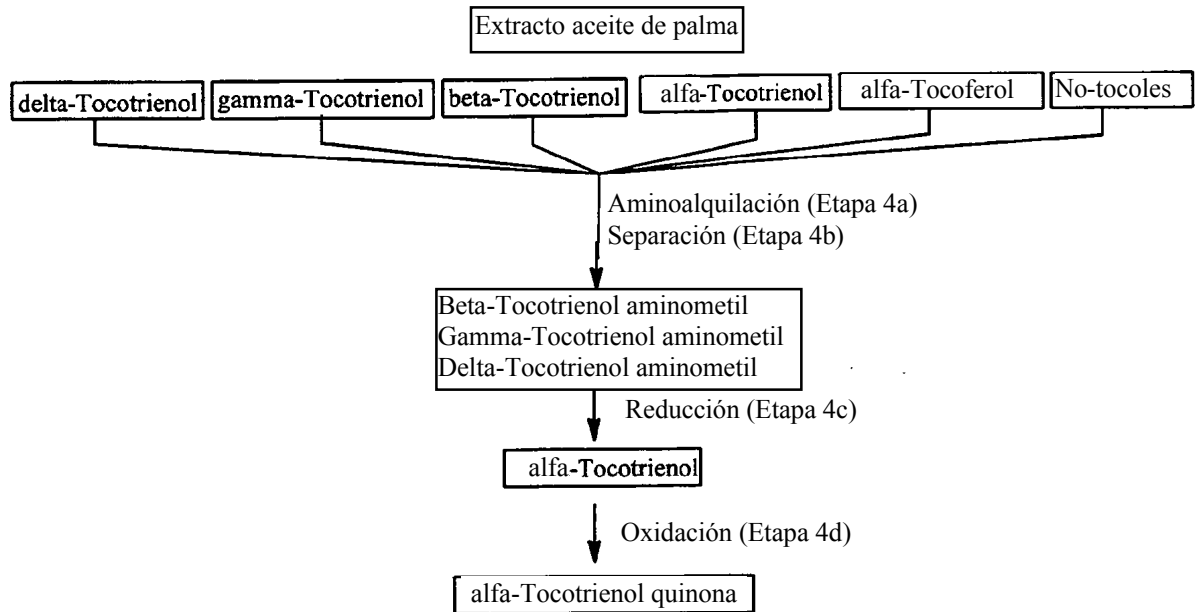 Extracto aceite de palma
delta-Tocotrienol
gamma-Tocotrienol
beta-Tocotrienol
alfa-Tocotrienol
alfa-Tocoferol
No-tocoles
Aminoalquilación (Etapa 4a)
Separación (Etapa 4b)
Beta-Tocotrienol aminometil
Gamma-Tocotrienol aminometil
Delta-Tocotrienol aminometil
Reducción (Etapa 4c)
alfa-Tocotrienol
Oxidación (Etapa 4d)
alfa-Tocotrienol quinona